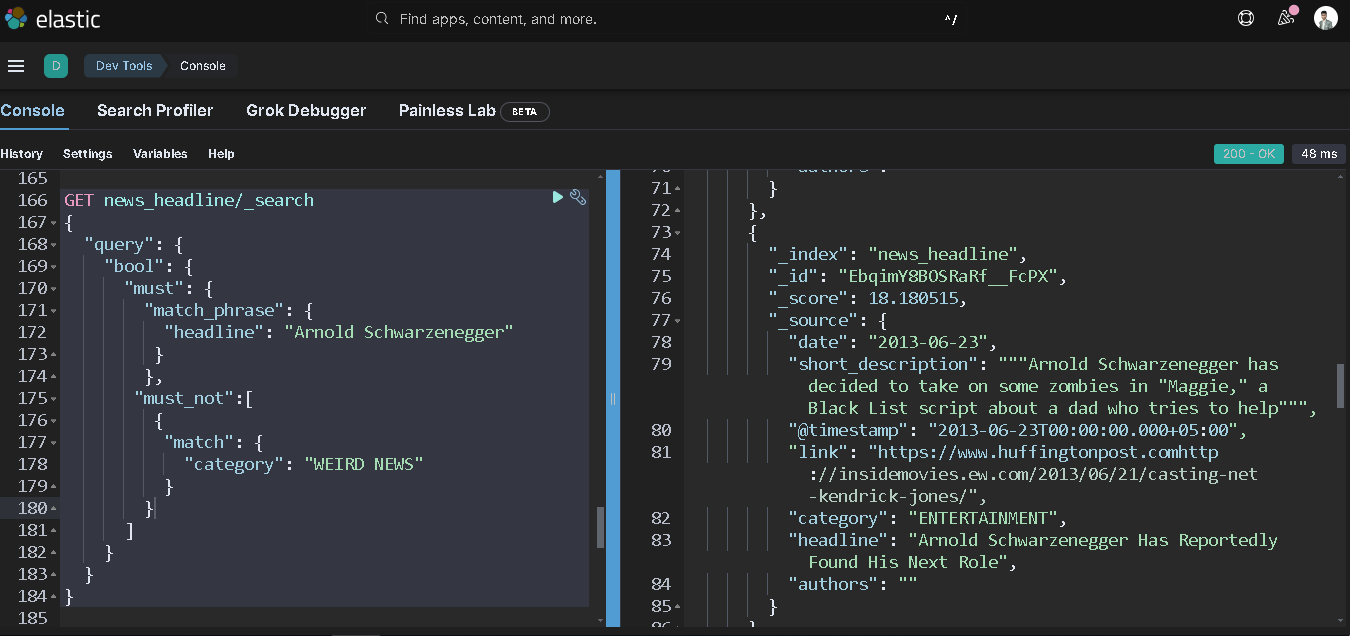 elastic
Find apps, content, and more.
^/
D
Dev Tools
Console
Console
Search Profiler
Grok Debugger
Painless Lab
BETA
History
Settings
Variables
Help
200 - OK
48 ms
165
166 GET news_headline/_search
167 {
168 "query": {
169 "bool": {
170 "must": {
171 "match_phrase": {
172 "headline": "Arnold Schwarzenegger"
173 }
174 },
175 "must_not":[
176 {
177 "match": {
178 "category": "WEIRD NEWS"
179 }
180 }
181 ]
182 }
183 }
184 }
185
71 }
72 },
73 {
74 "_index": "news_headline",
75 "_id": "EbqimY8BOSRaRf__FcPX",
76 "_score": 18.180515,
77 "_source": {
78 "date": "2013-06-23",
79 "short_description": """Arnold Schwarzenegger has
decided to take on some zombies in "Maggie," a
Black List script about a dad who tries to help""",
80 "@timestamp": "2013-06-23T00:00:00.000+05:00",
81 "link": "https://www.huffingtonpost.comhttp
://insidemovies.ew.com/2013/06/21/casting-net
-kendrick-jones/",
82 "category": "ENTERTAINMENT",
83 "headline": "Arnold Schwarzenegger Has Reportedly
Found His Next Role",
84 "authors": ""
85 }